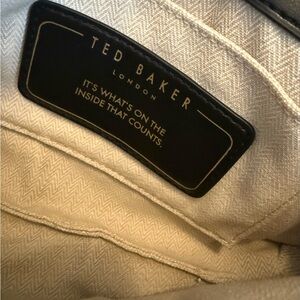 TED BAKER
LONDON
IT'S WHAT'S ON THE
INSIDE THAT COUNTS.